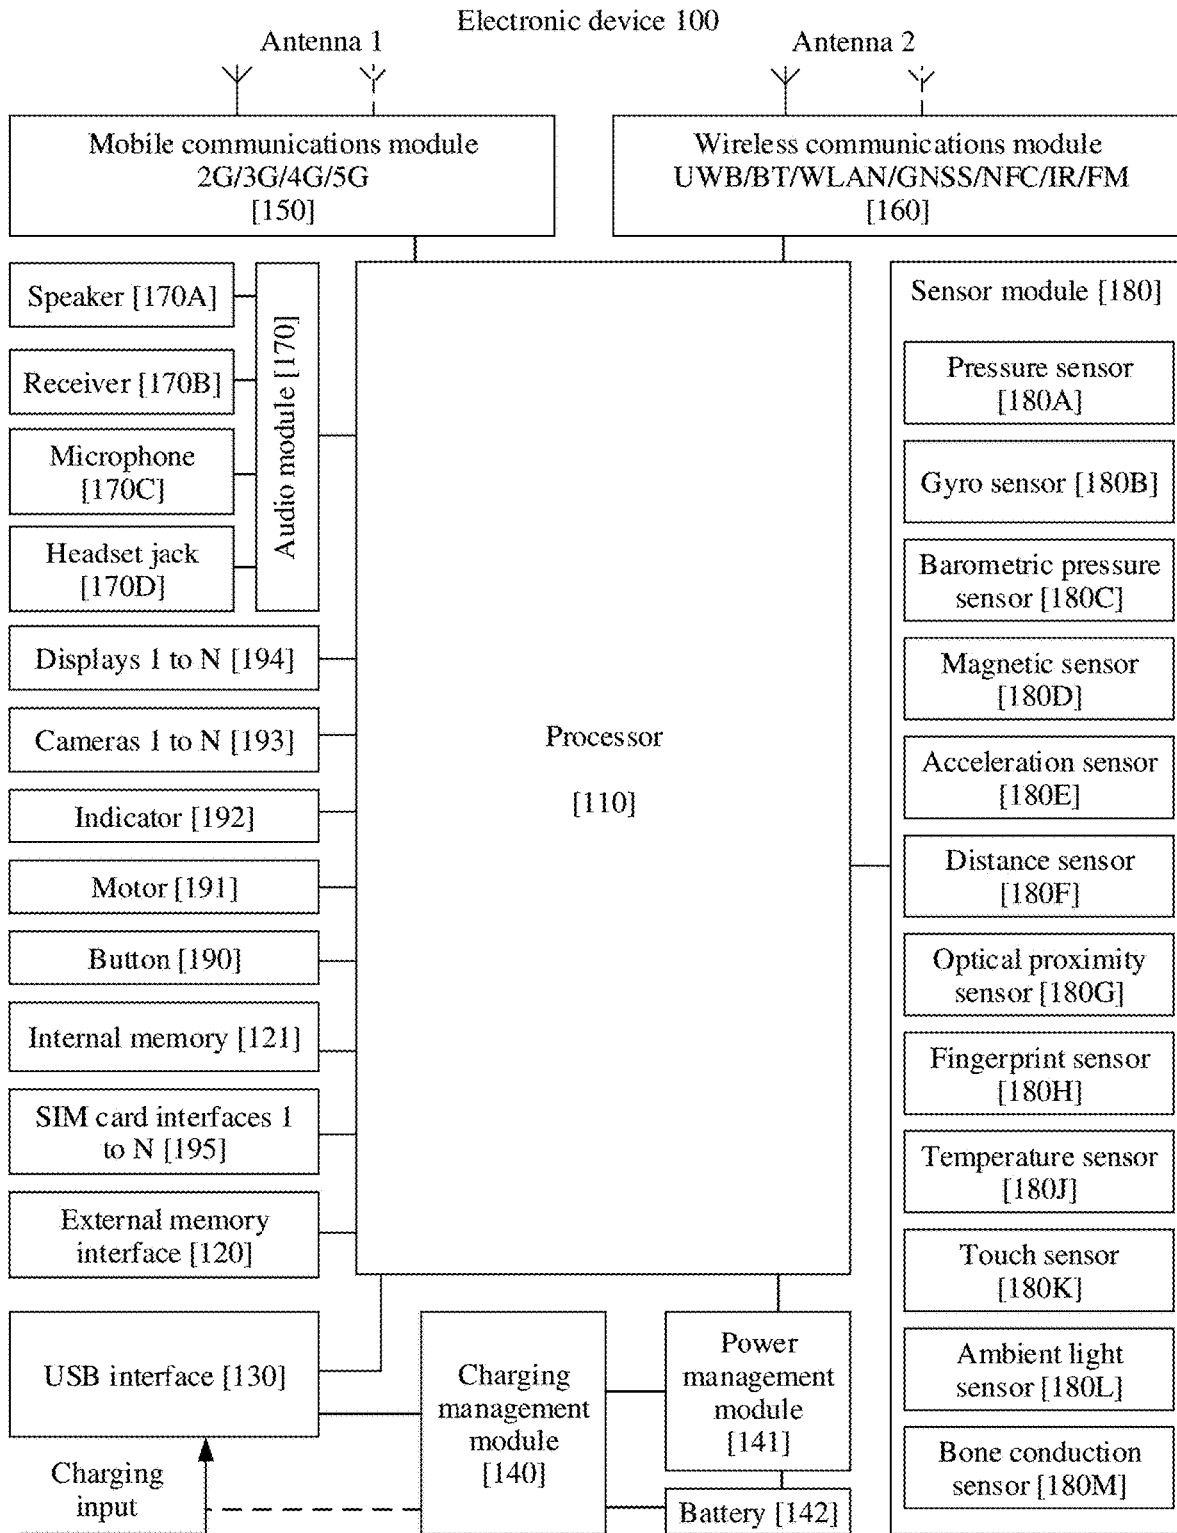 Electronic device 100
Antenna 1
Antenna 2
Mobile communications module
2G/3G/4G/5G
[150]
Wireless communications module
UWB/BT/WLAN/GNSS/NFC/IR/FM
[160]
Speaker [170A]
Receiver [170B]
Microphone
[170C]
Headset jack
[170D]
Audio module [170]
Displays 1 to N [194]
Cameras 1 to N [193]
Indicator [192]
Motor [191]
Button [190]
Internal memory [121]
SIM card interfaces 1
to N [195]
External memory
interface [120]
Processor
[110]
Sensor module [180]
Pressure sensor
[180A]
Gyro sensor [180B]
Barometric pressure
sensor [180C]
Magnetic sensor
[180D]
Acceleration sensor
[180E]
Distance sensor
[180F]
Optical proximity
sensor [180G]
Fingerprint sensor
[180H]
Temperature sensor
[180J]
Touch sensor
[180K]
Ambient light
sensor [180L]
Bone conduction
sensor [180M]
USB interface [130]
Charging
input
Charging
management
module
[140]
Power
management
module
[141]
Battery [142]